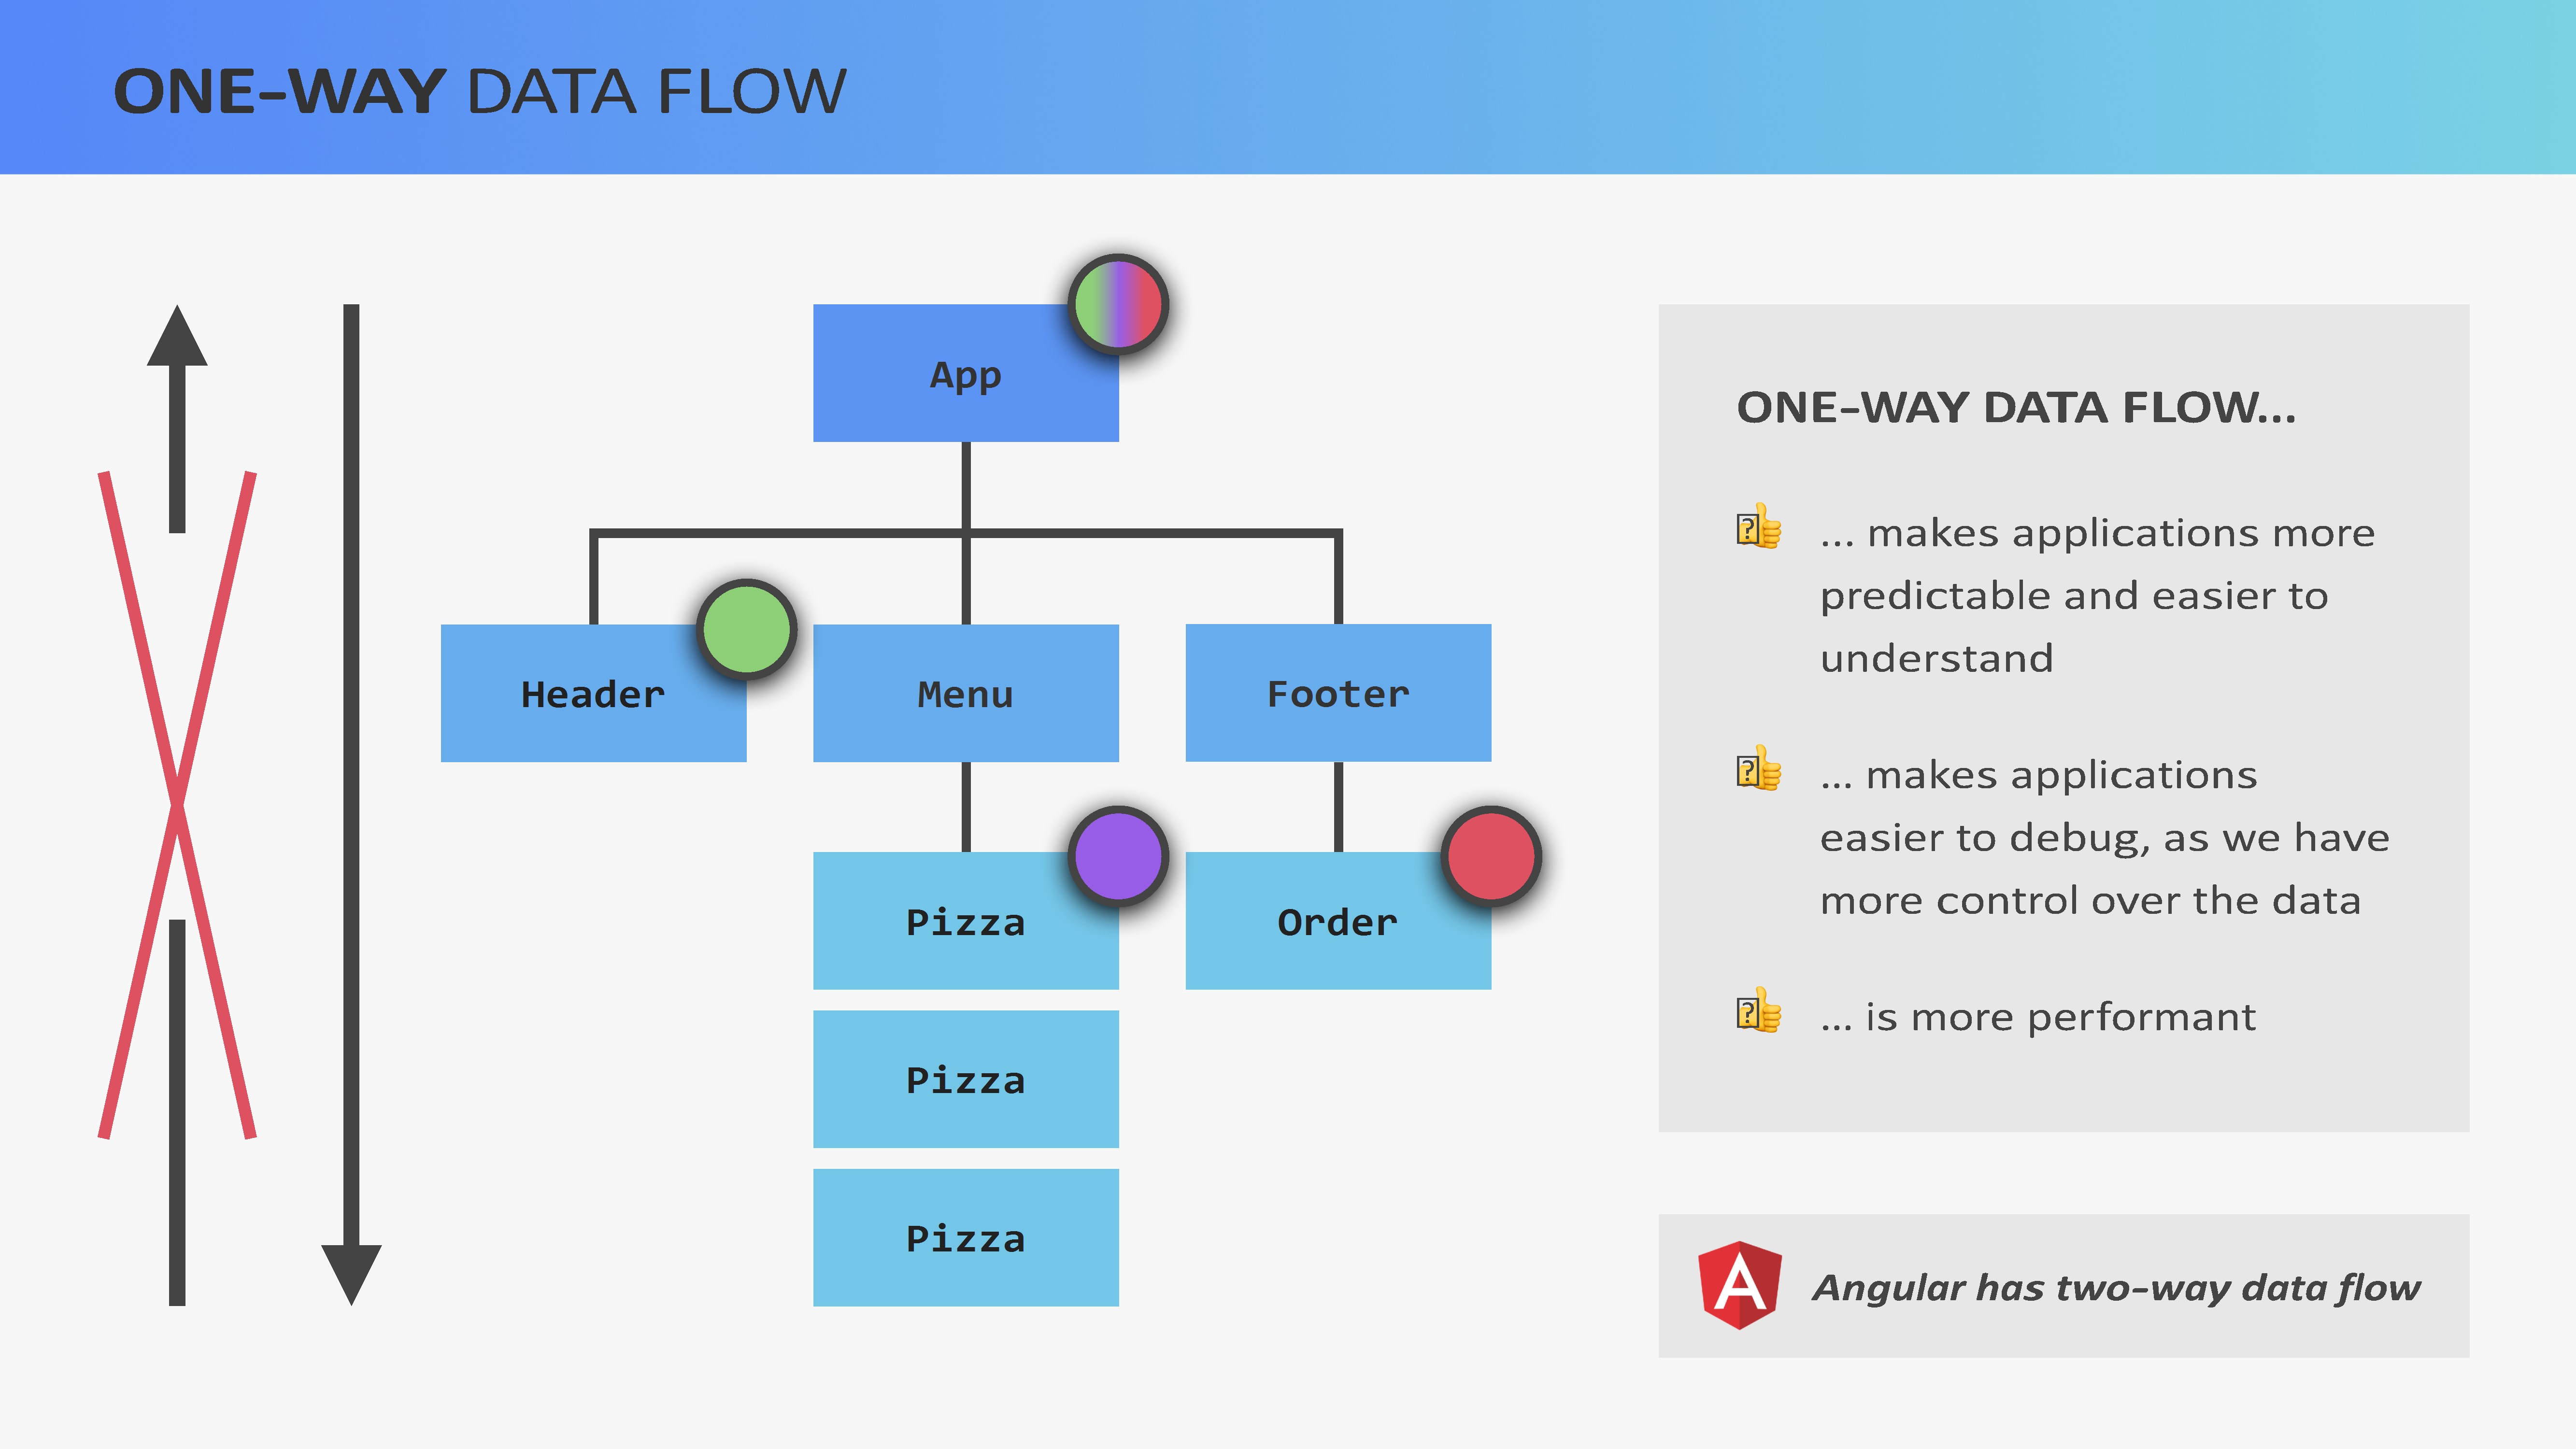 ONE-WAY DATA FLOW
App
Header
Menu
Footer
Pizza
Order
Pizza
Pizza
ONE-WAY DATA FLOW...
... makes applications more
predictable and easier to
understand
... makes applications
easier to debug, as we have
more control over the data
... is more performant
Angular has two-way data flow